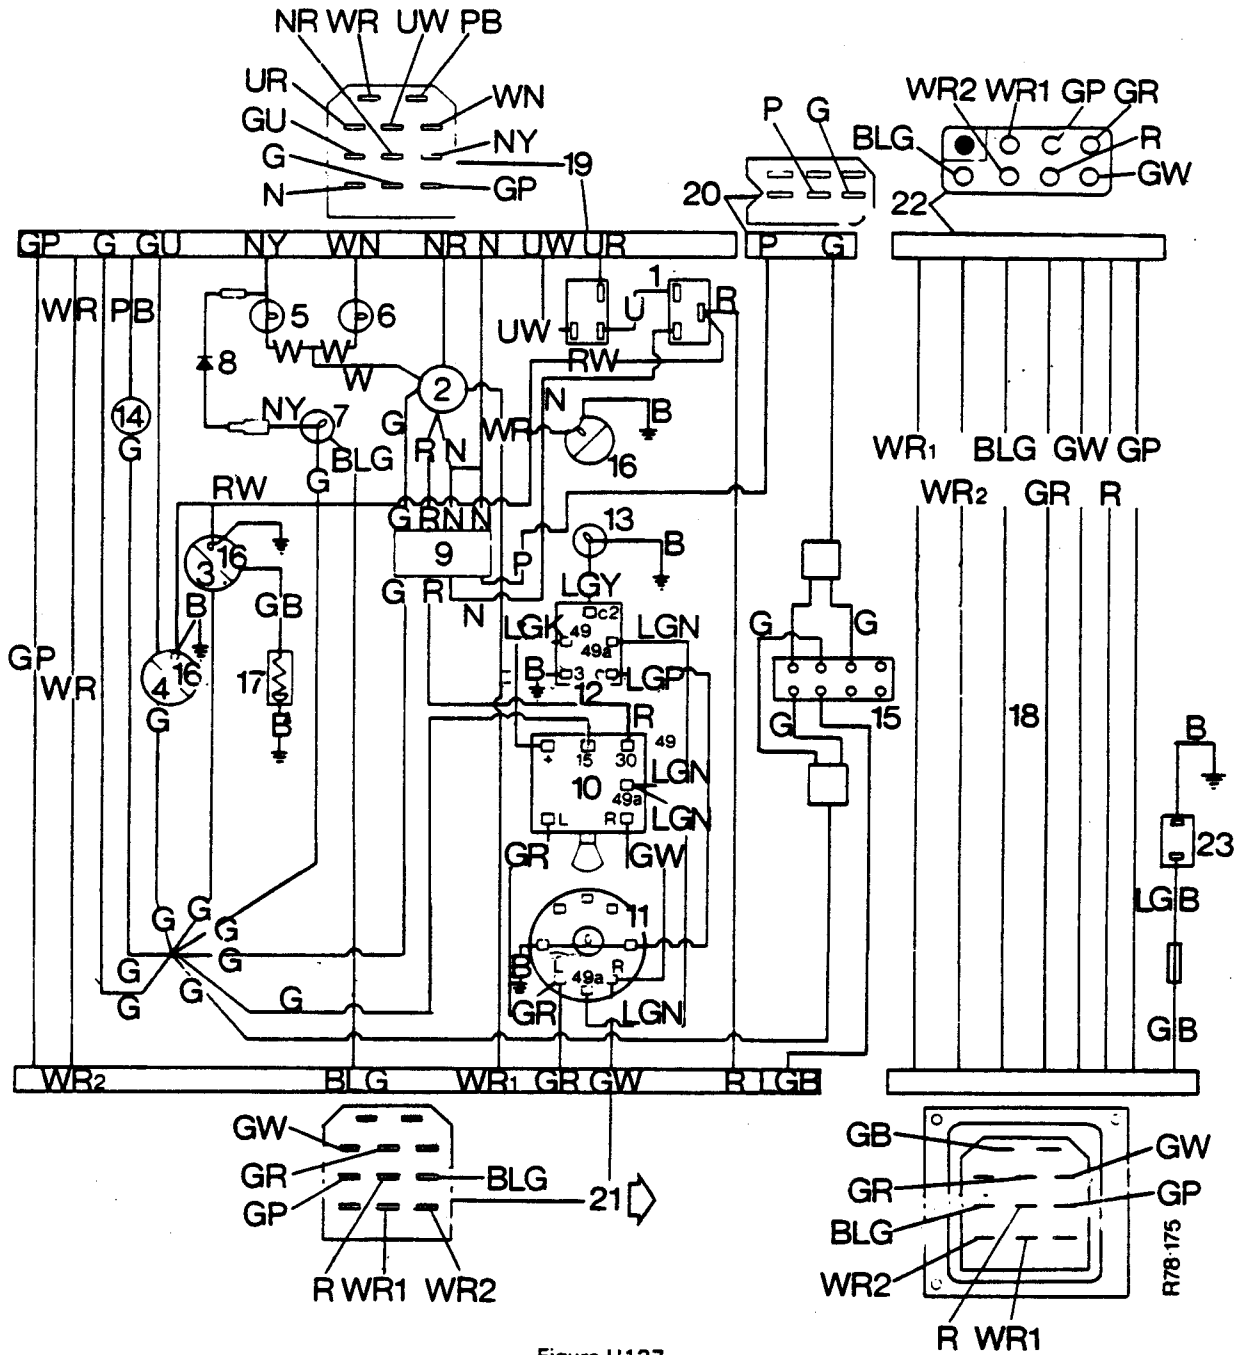 NR WR UW PB
UR
WN
GU
NY
G
19
N
GP
P G
20
WR2 WR1 GP GR
BLG
R
GW
22
GP G GU NY WN NR N UW UR
P G
WR PB
5 6
1
U
R
UW
8
W W
RW
W
2
14
NY 7
N
B
G
G
WR
R N
BLG
16
G
WR1 BLG GW GP
RW
WR2 GR R
G R N N
13
16
9
B
3
P
G R
LGY
B
GB
N
c2
LGK 49 LGN
49a
GP
16
B 3 C LGP
WR
4
17
12
G
R
15
18
G
G
G
B
49
B
+ 15 30
10
LGN
49a
L R
LGN
GR GW
23
11
LGB
G G
G
G
B
L R
G
49a
G
G
G
GR
LGN
GB
WR2 BLG WR1 GR GW R LGB
GW
GR
BLG
GP
21
R WR1 WR2
GB
GW
GR
GP
BLG
WR2
R WR1
R78·175
Figure U127